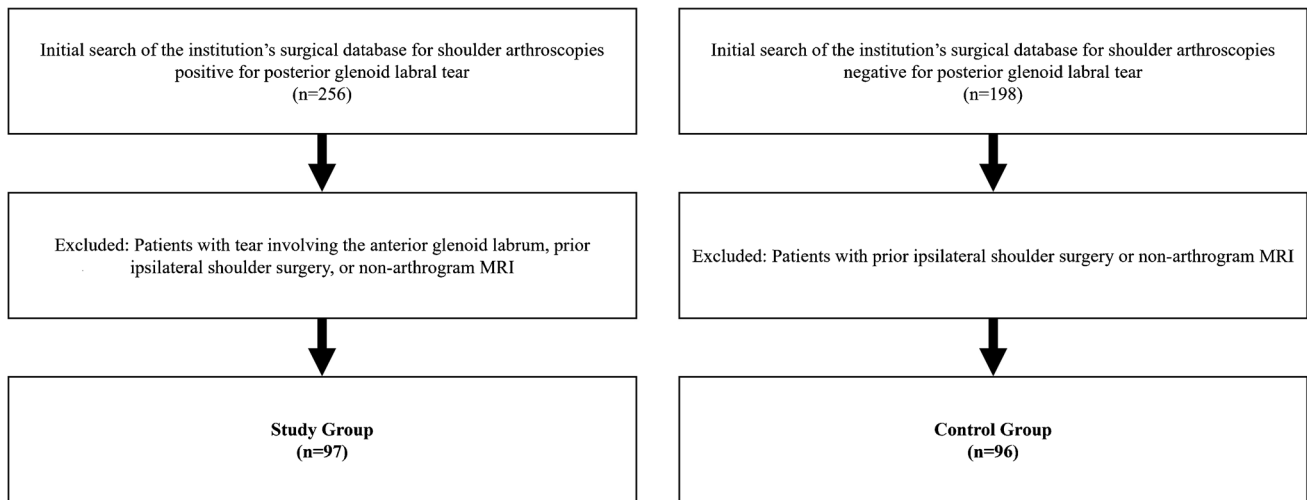 Initial search of the institution’s surgical database for shoulder arthroscopies
positive for posterior glenoid labral tear
(n=256)
Excluded: Patients with tear involving the anterior glenoid labrum, prior
ipsilateral shoulder surgery, or non-arthrogram MRI
Study Group
(n=97)
Initial search of the institution’s surgical database for shoulder arthroscopies
negative for posterior glenoid labral tear
(n=198)
Excluded: Patients with prior ipsilateral shoulder surgery or non-arthrogram MRI
Control Group
(n=96)